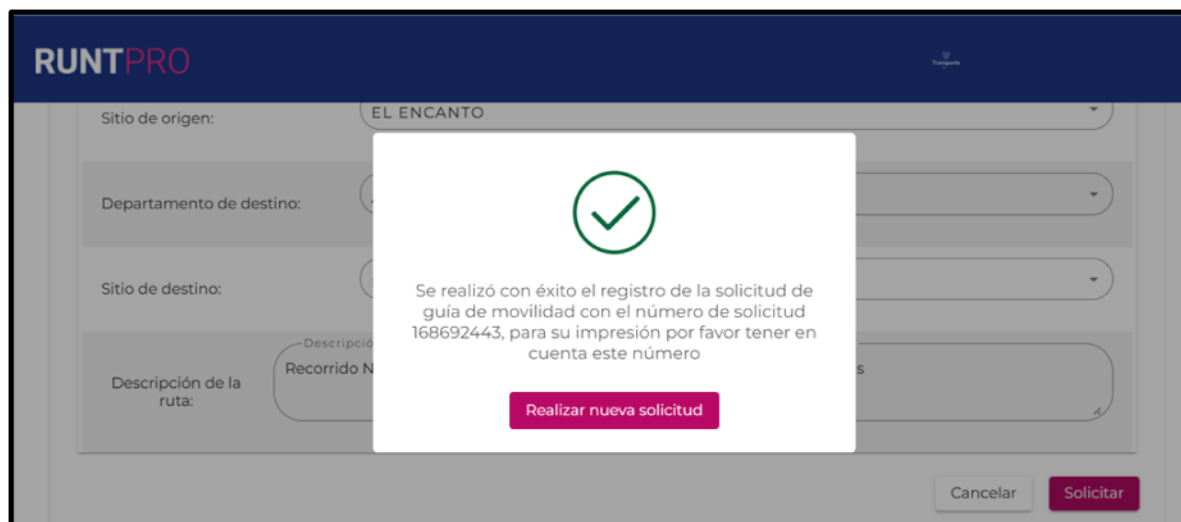 RUNTPRO
Transporte
Sitio de origen:
EL ENCANTO
Departamento de destino:
Sitio de destino:
Se realizó con éxito el registro de la solicitud de
guía de movilidad con el número de solicitud
168692443, para su impresión por favor tener en
cuenta este número
Realizar nueva solicitud
Descripción de la
ruta:
Recorrido
Cancelar
Solicitar